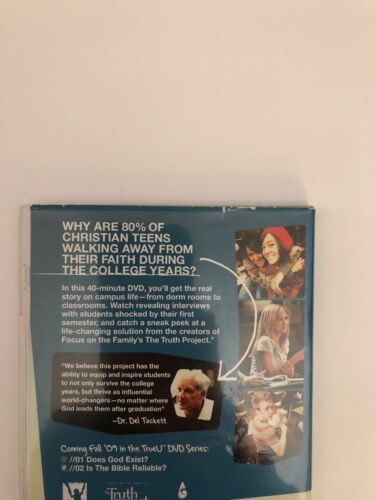 WHY ARE 80% OF
CHRISTIAN TEENS
WALKING AWAY FROM
THEIR FAITH DURING
THE COLLEGE YEARS?
In this 40-minute DVD, you'll get the real
story on campus life—from dorm rooms to
classrooms. Watch revealing interviews
with students shocked by their first
semester, and catch a sneak peek at a
life-changing solution from the creators of
Focus on the Family's The Truth Project.®
"We believe this project has the
ability to equip and inspire students
to not only survive the college
years, but thrive as influential
world-changers—no matter where
God leads them after graduation"
—Dr. Del Tackett
Coming Fall '09 in the TrueU™ DVD Series:
//01 Does God Exist?
//02 Is The Bible Reliable?
Truth